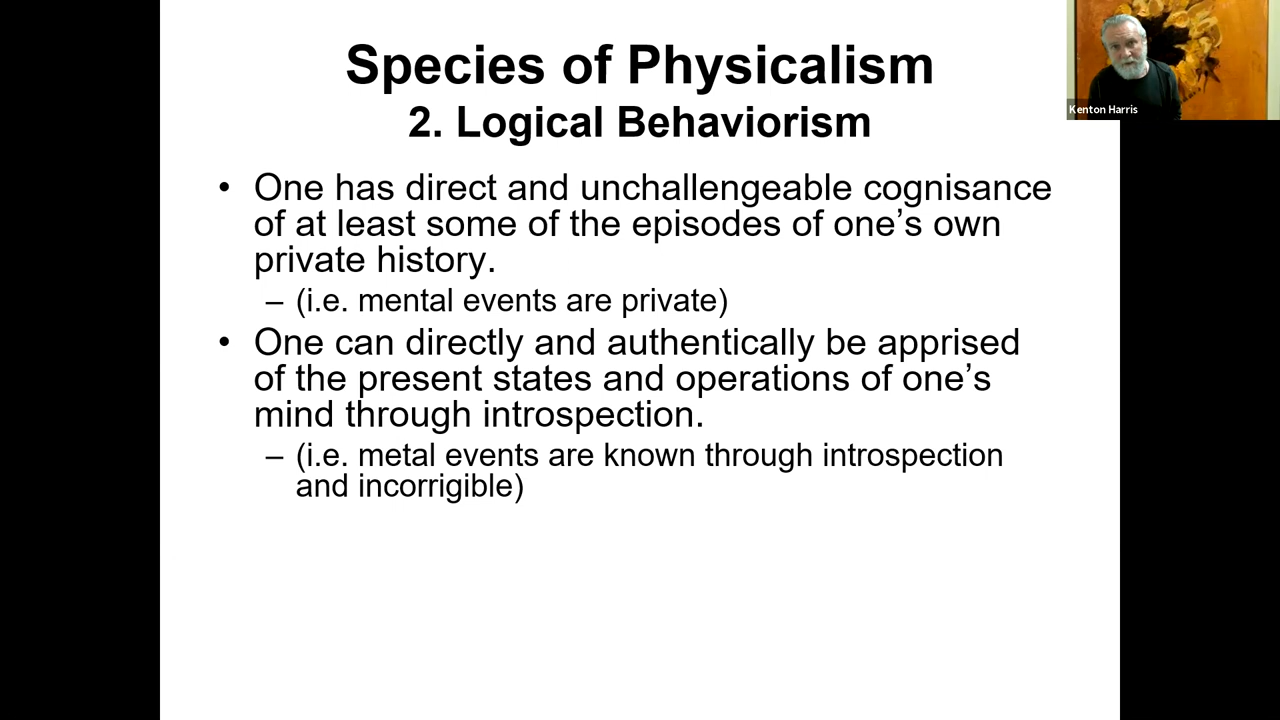 Species of Physicalism
2. Logical Behaviorism
Kenton Harris
• One has direct and unchallengeable cognisance
of at least some of the episodes of one’s own
private history.
– (i.e. mental events are private)
• One can directly and authentically be apprised
of the present states and operations of one’s
mind through introspection.
– (i.e. metal events are known through introspection
and incorrigible)